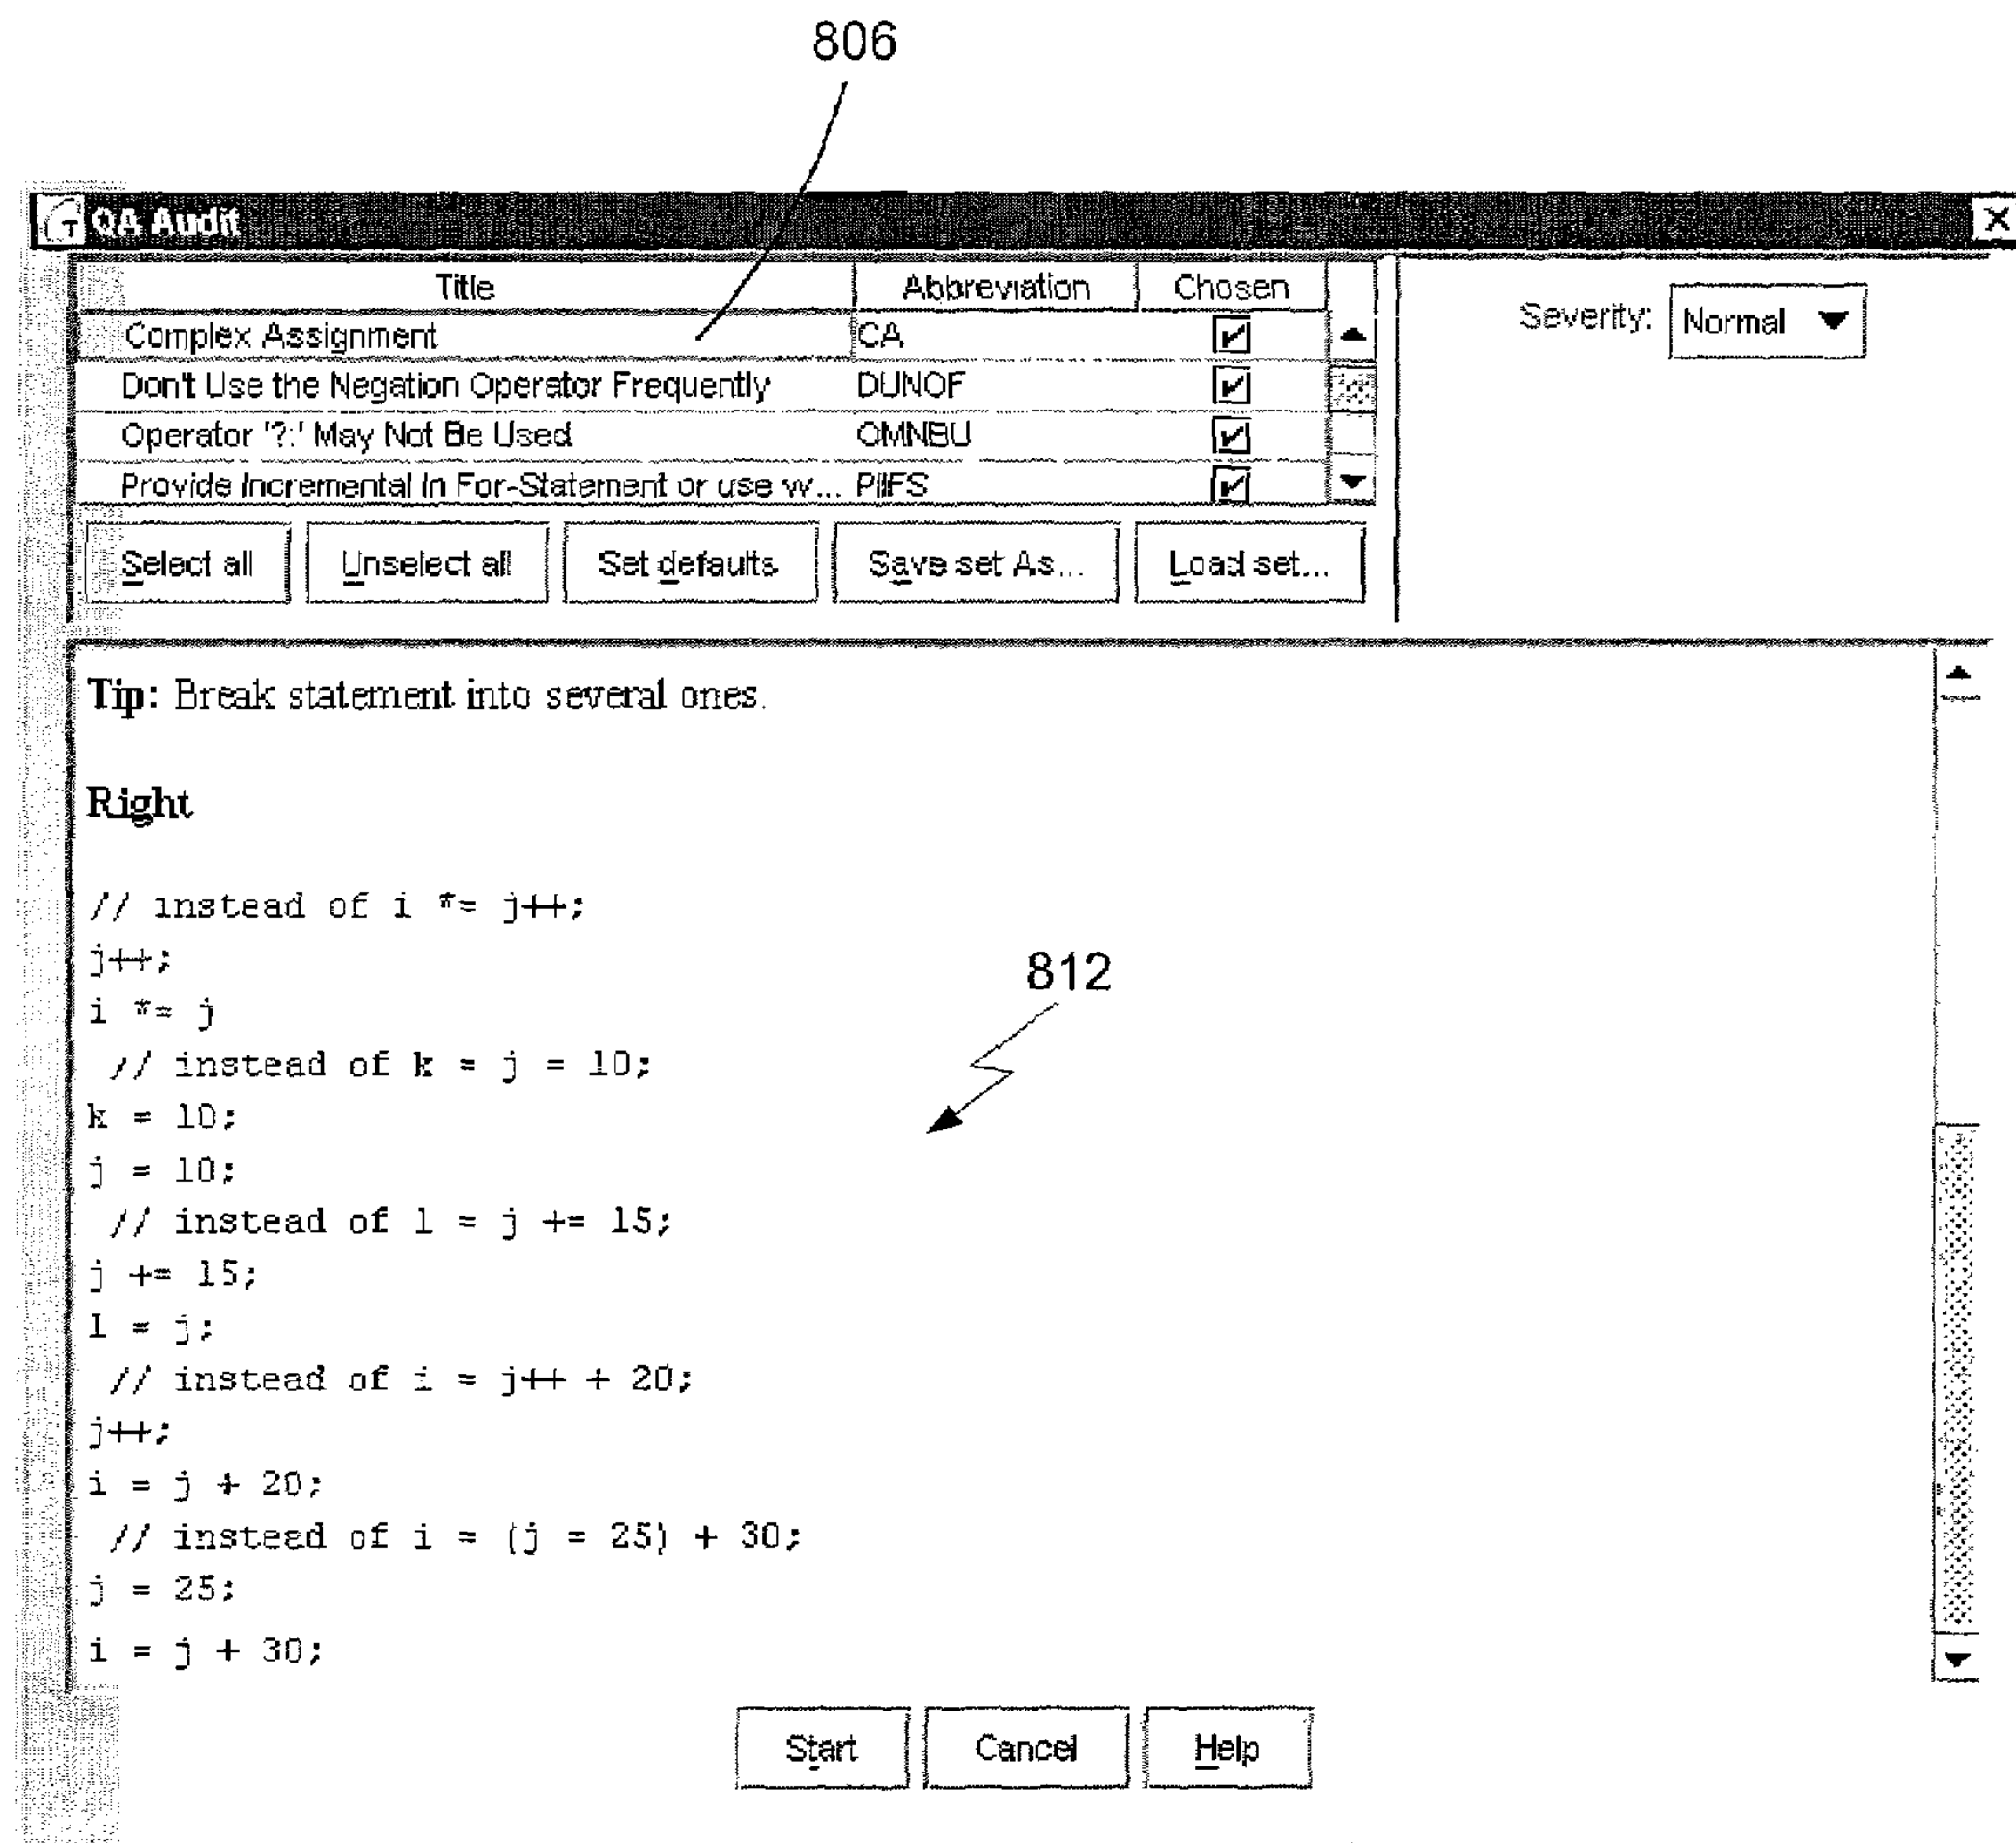 806
QA Audit
Title Abbreviation Chosen
Complex Assignment CA
Don't Use the Negation Operator Frequently DUNOF
Operator '?:' May Not Be Used OMNBU
Provide Incremental In For-Statement or use w... PIIFS
Severity: Normal
Select all Unselect all Set defaults Save set As... Load set...
Tip: Break statement into several ones.
Right
// instead of i *= j++;
j++;
i *= j
// instead of k = j = 10;
k = 10;
j = 10;
// instead of l = j += 15;
j += 15;
l = j;
// instead of i = j++ + 20;
j++;
i = j + 20;
// instead of i = (j = 25) + 30;
j = 25;
i = j + 30;
812
Start Cancel Help